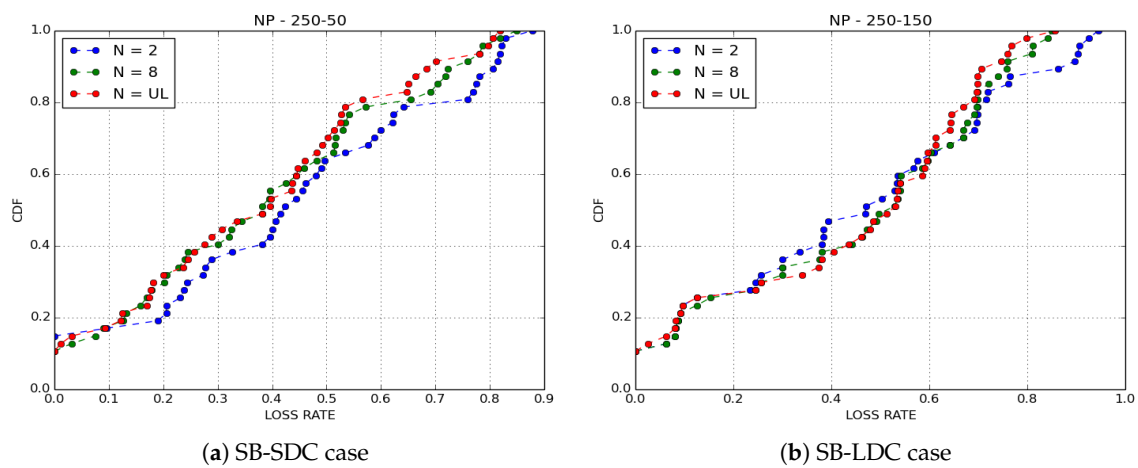 NP - 250-50
N = 2
N = 8
N = UL
1.0
0.8
0.6
0.4
0.2
0.0
CDF
0.0 0.1 0.2 0.3 0.4 0.5 0.6 0.7 0.8 0.9
LOSS RATE
(a) SB-SDC case
NP - 250-150
N = 2
N = 8
N = UL
1.0
0.8
0.6
0.4
0.2
0.0
CDF
0.0 0.2 0.4 0.6 0.8 1.0
LOSS RATE
(b) SB-LDC case